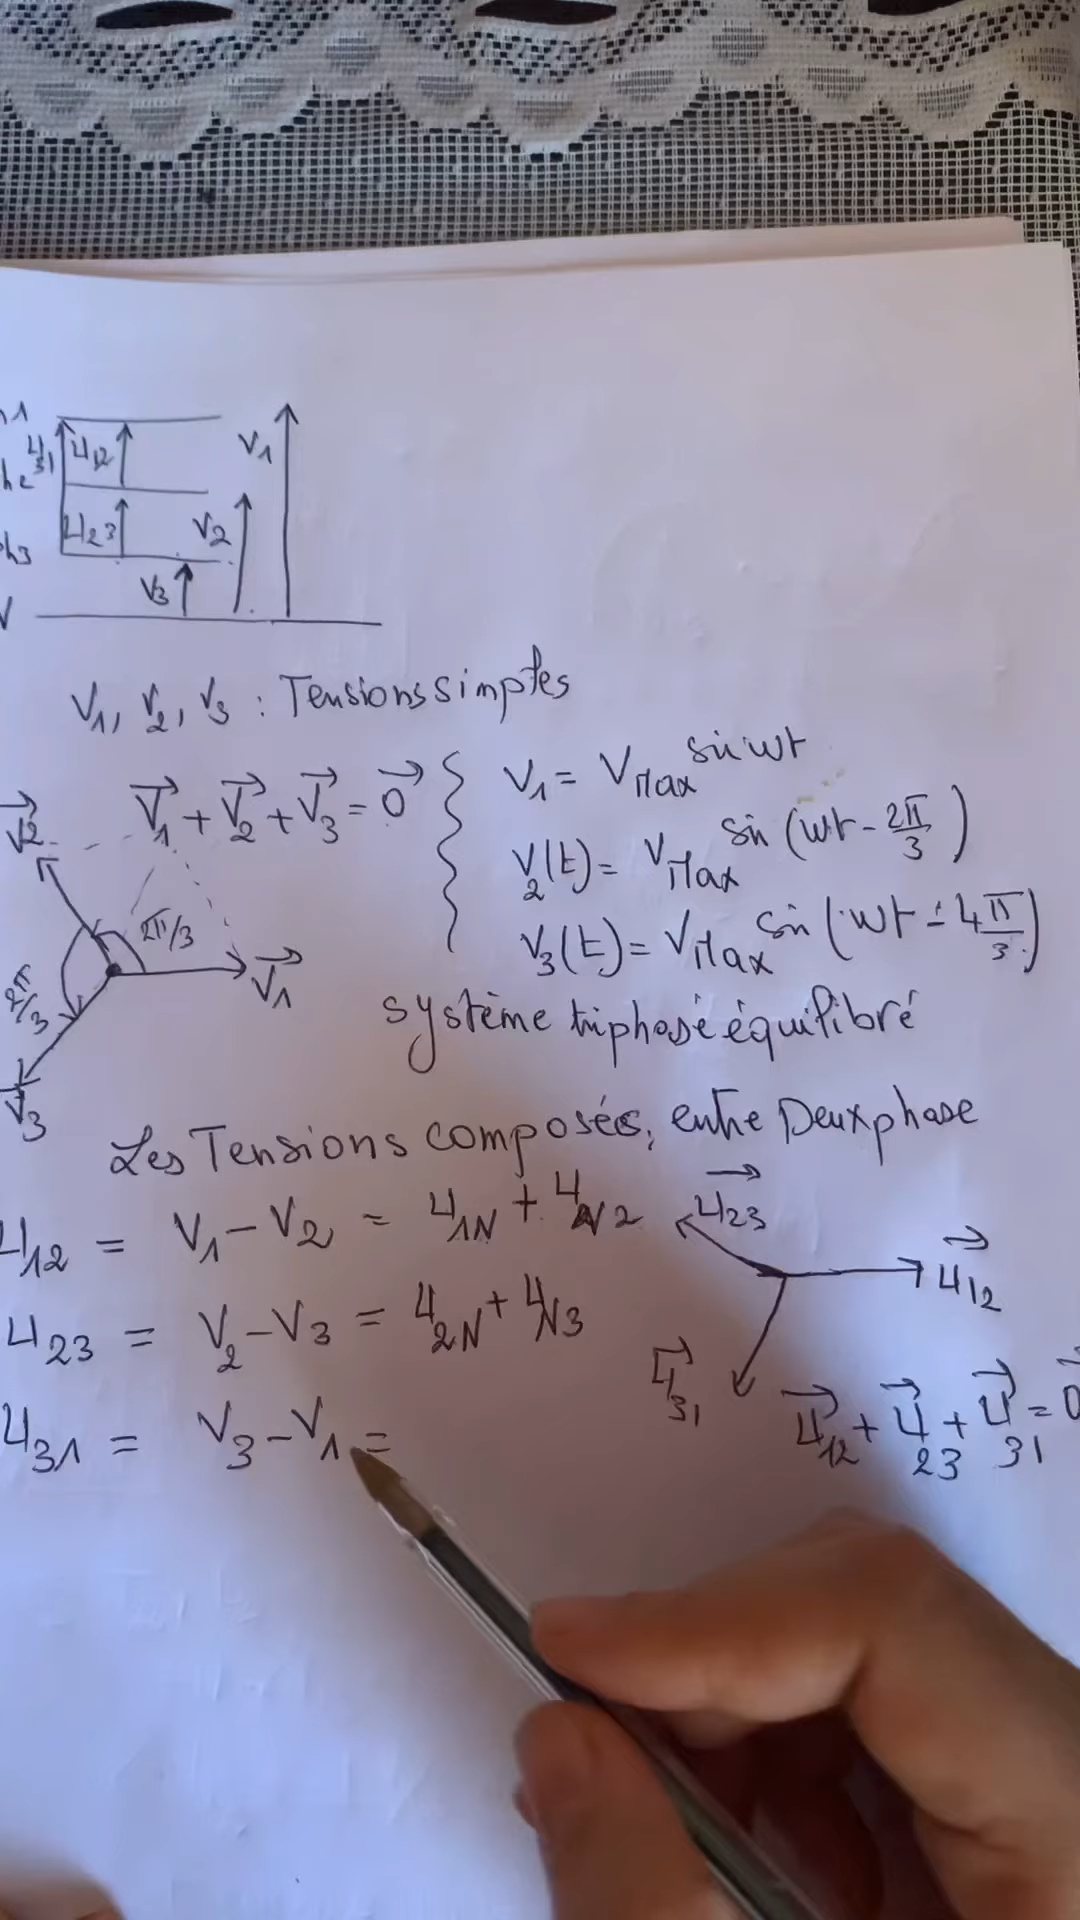 U31 U12 V1
U23 V2
ph3
V3
V1, V2, V3 : Tensions simples
V2 V1 + V2 + V3 = 0 { V1 = VMax sin wt
V2(t) = VMax sin (wt - 2π/3)
2π/3 V1 V3(t) = VMax sin (wt - 4π/3)
2π/3
système triphasé équilibré
V3
Les Tensions composées, entre Deux phase
U12 = V1 - V2 = U1N + UN2 U23
U12
U23 = V2 - V3 = U2N + UN3
U31
U31 = V3 - V1 = U12 + U23 + U31 = 0